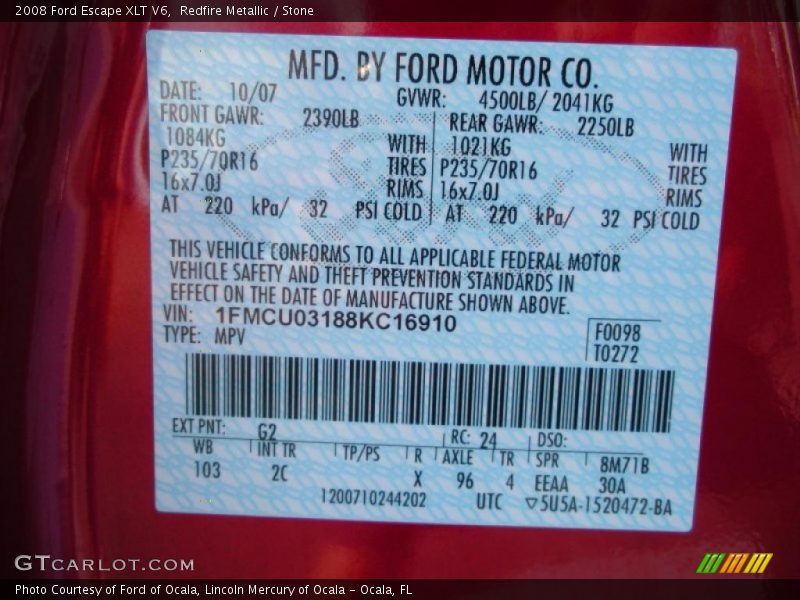 2008 Ford Escape XLT V6,  Redfire Metallic / Stone
MFD. BY FORD MOTOR CO.
DATE: 10/07 GVWR: 4500LB/ 2041KG
FRONT GAWR: 2390LB REAR GAWR: 2250LB
1084KG WITH 1021KG WITH
P235/70R16 TIRES P235/70R16 TIRES
16x7.0J RIMS 16x7.0J RIMS
AT 220 kPa/ 32 PSI COLD AT 220 kPa/ 32 PSI COLD
THIS VEHICLE CONFORMS TO ALL APPLICABLE FEDERAL MOTOR
VEHICLE SAFETY AND THEFT PREVENTION STANDARDS IN
EFFECT ON THE DATE OF MANUFACTURE SHOWN ABOVE.
VIN: 1FMCU03188KC16910 F0098
TYPE: MPV T0272
EXT PNT: G2 RC: 24 DSO:
WB INT TR TP/PS R AXLE TR SPR 8M71B
103 2C X 96 4 EEAA 30A
1200710244202 UTC ▽5U5A-1520472-BA
GTCARLOT.COM
Photo Courtesy of Ford of Ocala, Lincoln Mercury of Ocala - Ocala, FL